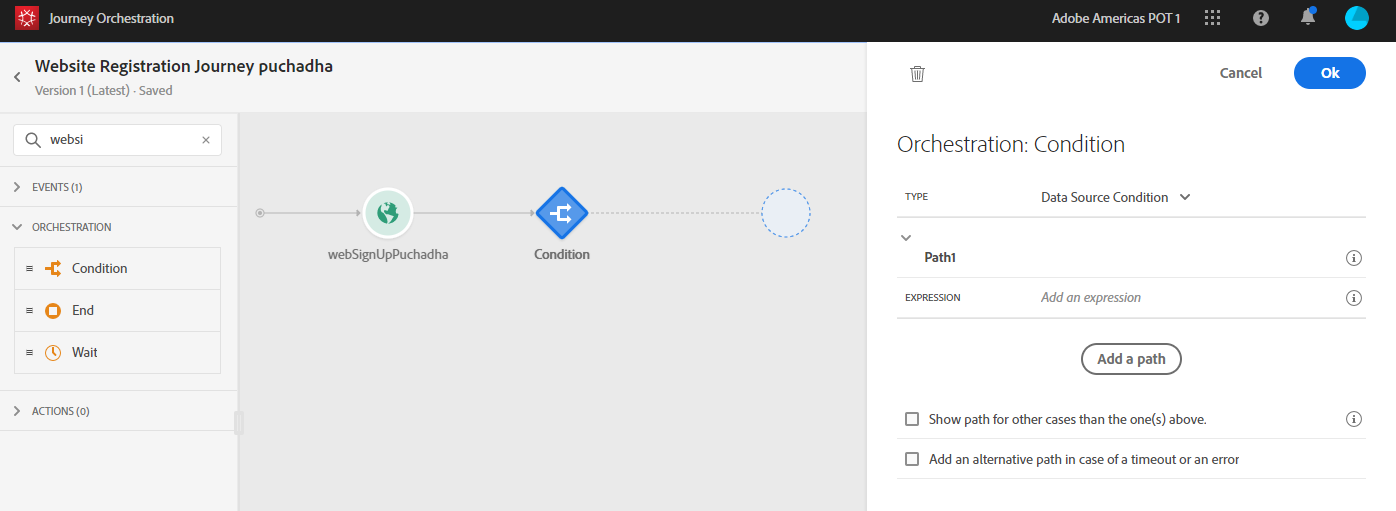 Journey Orchestration
Adobe Americas POT 1
Website Registration Journey puchadha
Version 1 (Latest) · Saved
websi
EVENTS (1)
ORCHESTRATION
Condition
End
Wait
ACTIONS (0)
webSignUpPuchadha
Condition
Cancel
Ok
Orchestration: Condition
TYPE Data Source Condition
Path1
EXPRESSION Add an expression
Add a path
Show path for other cases than the one(s) above.
Add an alternative path in case of a timeout or an error